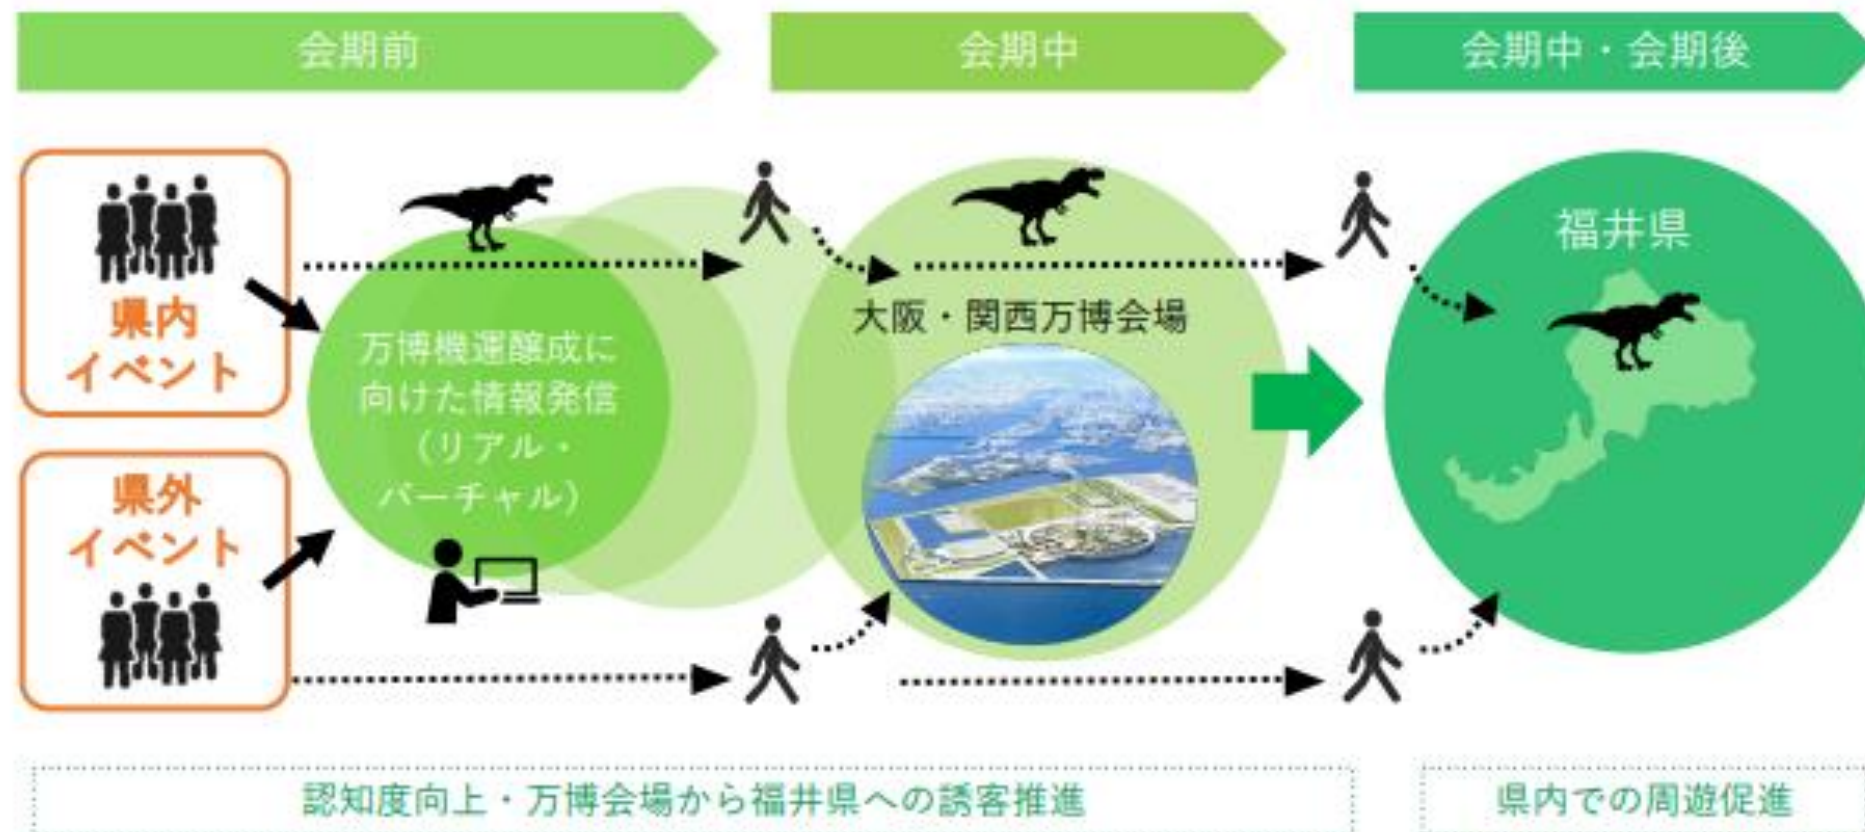 会期前
会期中
会期中・会期後
県内
イベント
県外
イベント
万博機運醸成に
向けた情報発信
（リアル・
バーチャル）
大阪・関西万博会場
福井県
認知度向上・万博会場から福井県への誘客推進
県内での周遊促進